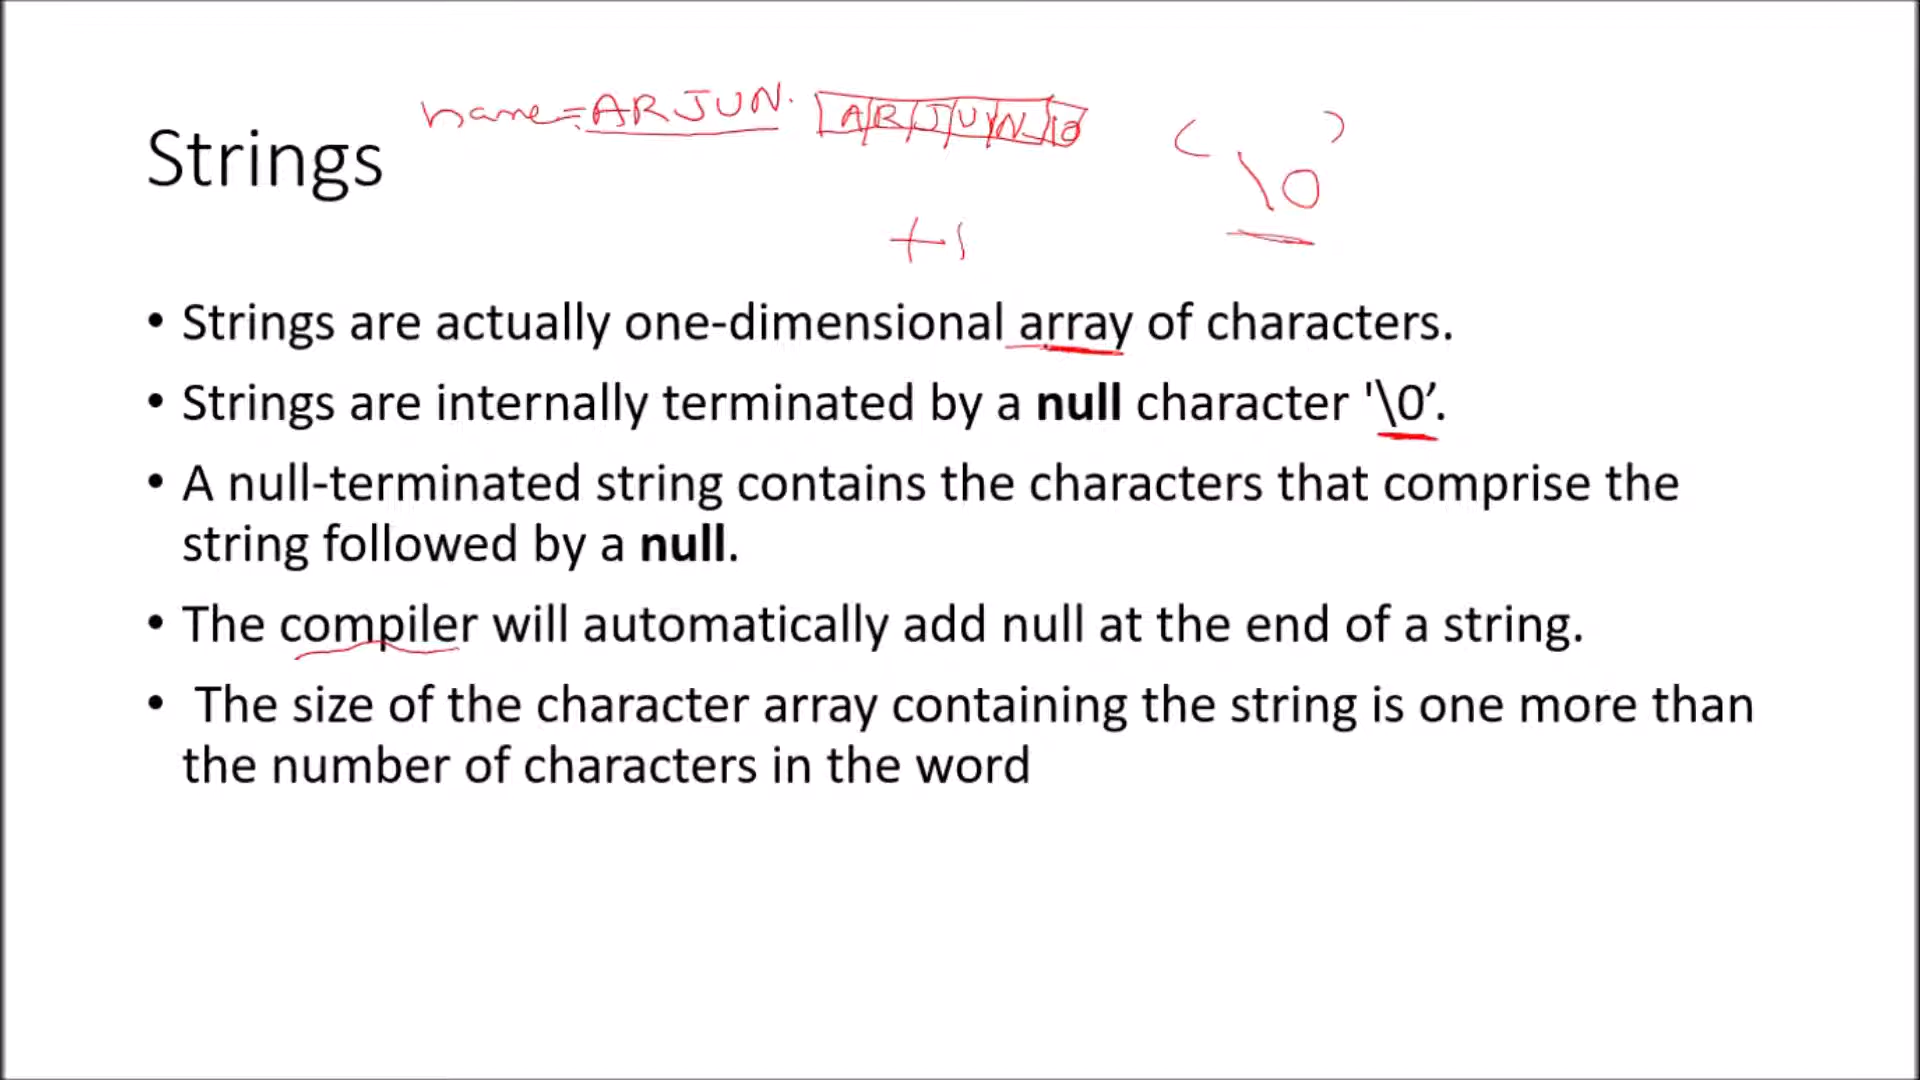 name=ARJUN. A R J U N \0
' \0 '
Strings
+1
• Strings are actually one-dimensional array of characters.
• Strings are internally terminated by a null character '\0’.
• A null-terminated string contains the characters that comprise the
string followed by a null.
• The compiler will automatically add null at the end of a string.
• The size of the character array containing the string is one more than
the number of characters in the word